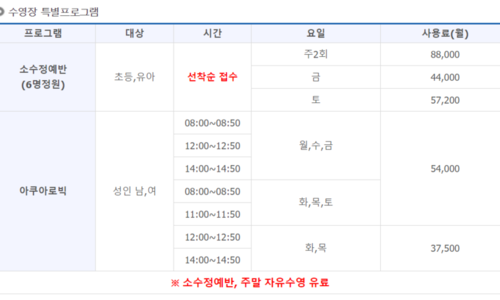 수영장 특별프로그램
프로그램 대상 시간 요일 사용료(월)
소수정예반
(6명정원)
초등,유아
선착순 접수
주2회 88,000
금 44,000
토 57,200
아쿠아로빅
성인 남,여
08:00~08:50
12:00~12:50
14:00~14:50
월,수,금
08:00~08:50
11:00~11:50
화,목,토
54,000
12:00~12:50
14:00~14:50
화,목
37,500
※ 소수정예반, 주말 자유수영 유료